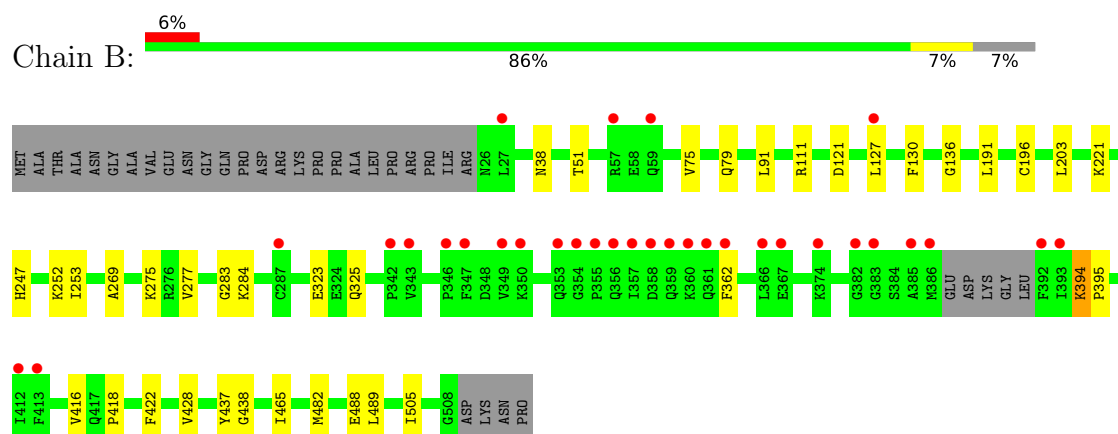 6%
Chain B:
86% 7% 7%
MET ALA THR ALA ASN GLY ALA VAL GLU ASN GLY GLN PRO ASP ARG LYS PRO PRO ALA LEU PRO ARG PRO ILE ARG N26 L27 N38 T51 R57 E58 Q59 V75 Q79 L91 R111 D121 L127 F130 G136 L191 C196 L203 K221
H247 K252 I253 A269 K275 R276 V277 G283 K284 C287 E323 E324 Q325 P342 V343 P346 F347 D348 V349 K350 Q353 G354 P355 Q356 I357 D358 Q359 K360 Q361 F362 L366 E367 K374 G382 G383 S384 A385 M386 GLU ASP LYS GLY LEU F392 I393 K394 P395
I412 F413 V416 Q417 P418 F422 V428 Y437 G438 I465 M482 E488 L489 I505 G508 ASP LYS ASN PRO